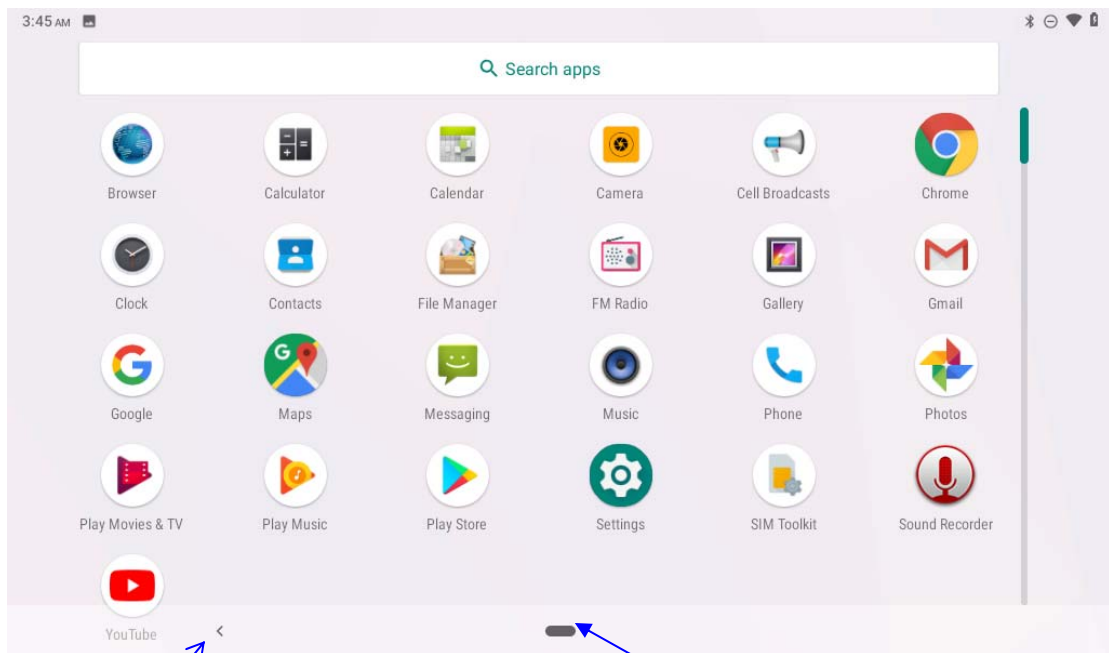 3:45 AM
Search apps
Browser Calculator Calendar Camera Cell Broadcasts Chrome
Clock Contacts File Manager FM Radio Gallery Gmail
Google Maps Messaging Music Phone Photos
Play Movies & TV Play Music Play Store Settings SIM Toolkit Sound Recorder
YouTube